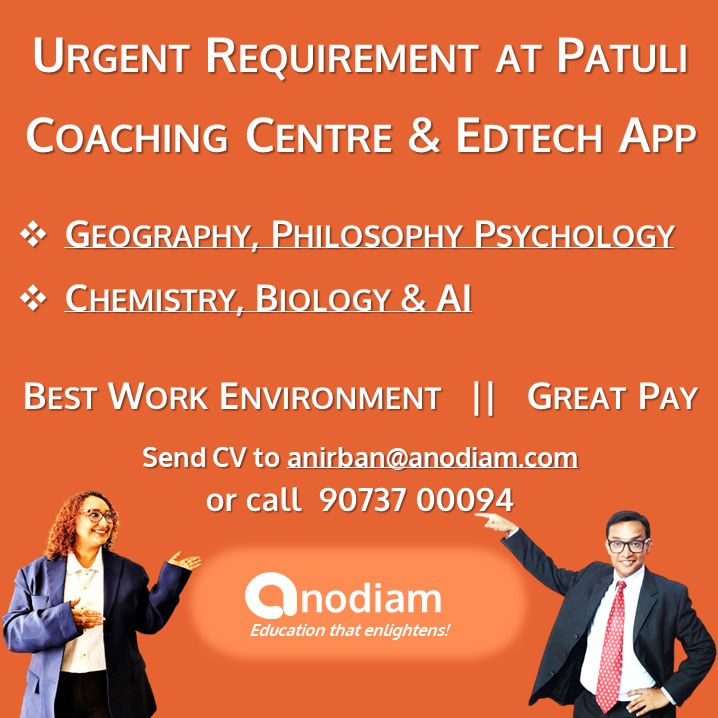 Urgent Requirement at Patuli
Coaching Centre & Edtech App
❖ Geography, Philosophy Psychology
❖ Chemistry, Biology & AI
Best Work Environment || Great Pay
Send CV to anirban@anodiam.com
or call 90737 00094
anodiam
Education that enlightens!